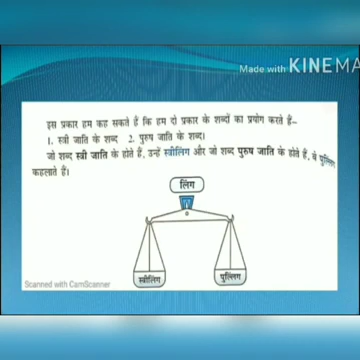 Made with KINEMA
इस प्रकार हम कह सकते हैं कि हम दो प्रकार के शब्दों का प्रयोग करते हैं–
1. स्त्री जाति के शब्द 2. पुरुष जाति के शब्द।
जो शब्द स्त्री जाति के होते हैं, उन्हें स्त्रीलिंग और जो शब्द पुरुष जाति के होते हैं, वे पुल्लिंग
कहलाते हैं।
लिंग
स्त्रीलिंग पुल्लिंग
Scanned with CamScanner